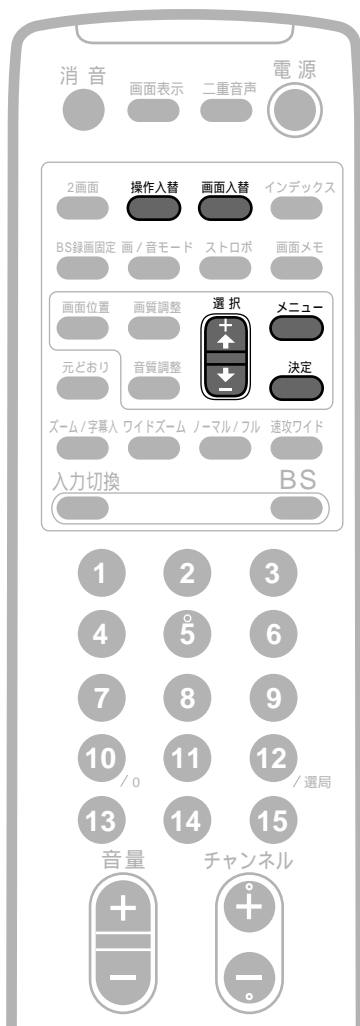 消音 画面表示 二重音声 電源
2画面 操作入替 画面入替 インデックス
BS録画固定 画/音モード ストロボ 画面メモ
画面位置 画質調整 選択 メニュー
+
元どおり 音質調整 決定
−
ズーム/字幕入 ワイドズーム ノーマル/フル 速攻ワイド
入力切換 BS
1 2 3
4 5 6
7 8 9
10/0 11 12/選局
13 14 15
音量 チャンネル
+ +
− −